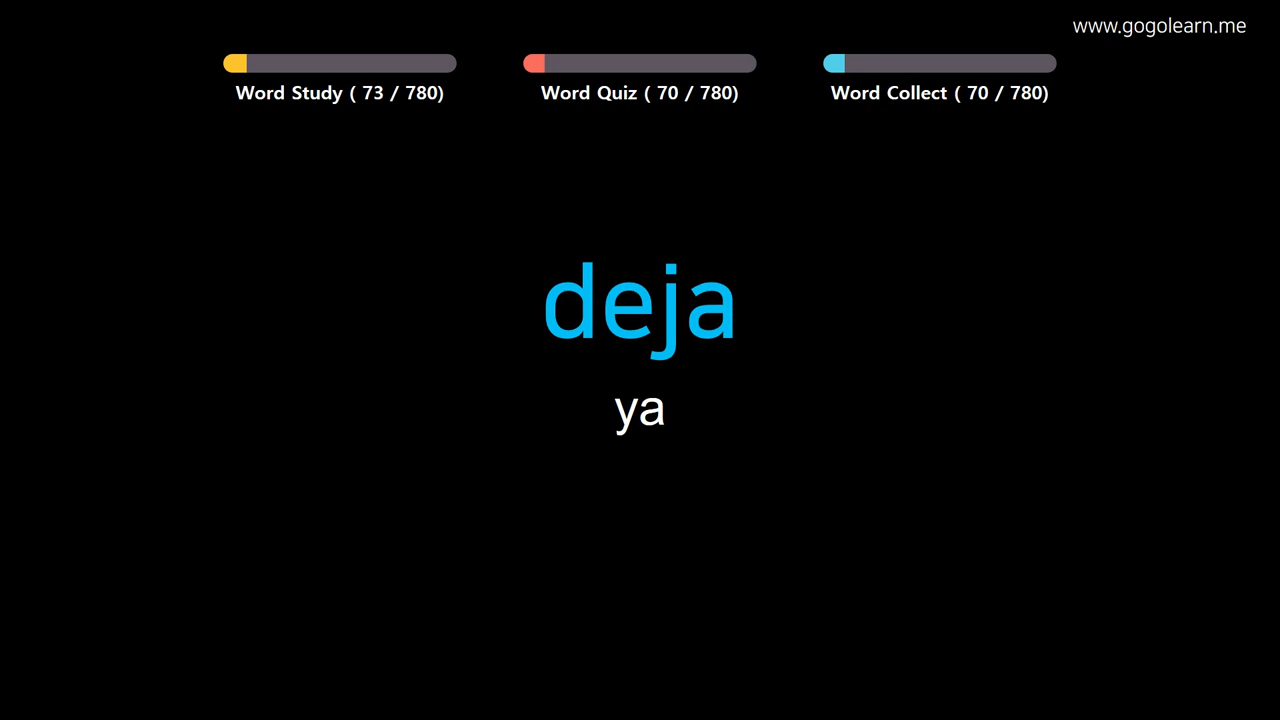 www.gogolearn.me
Word Study ( 73 / 780)
Word Quiz ( 70 / 780)
Word Collect ( 70 / 780)
deja
ya